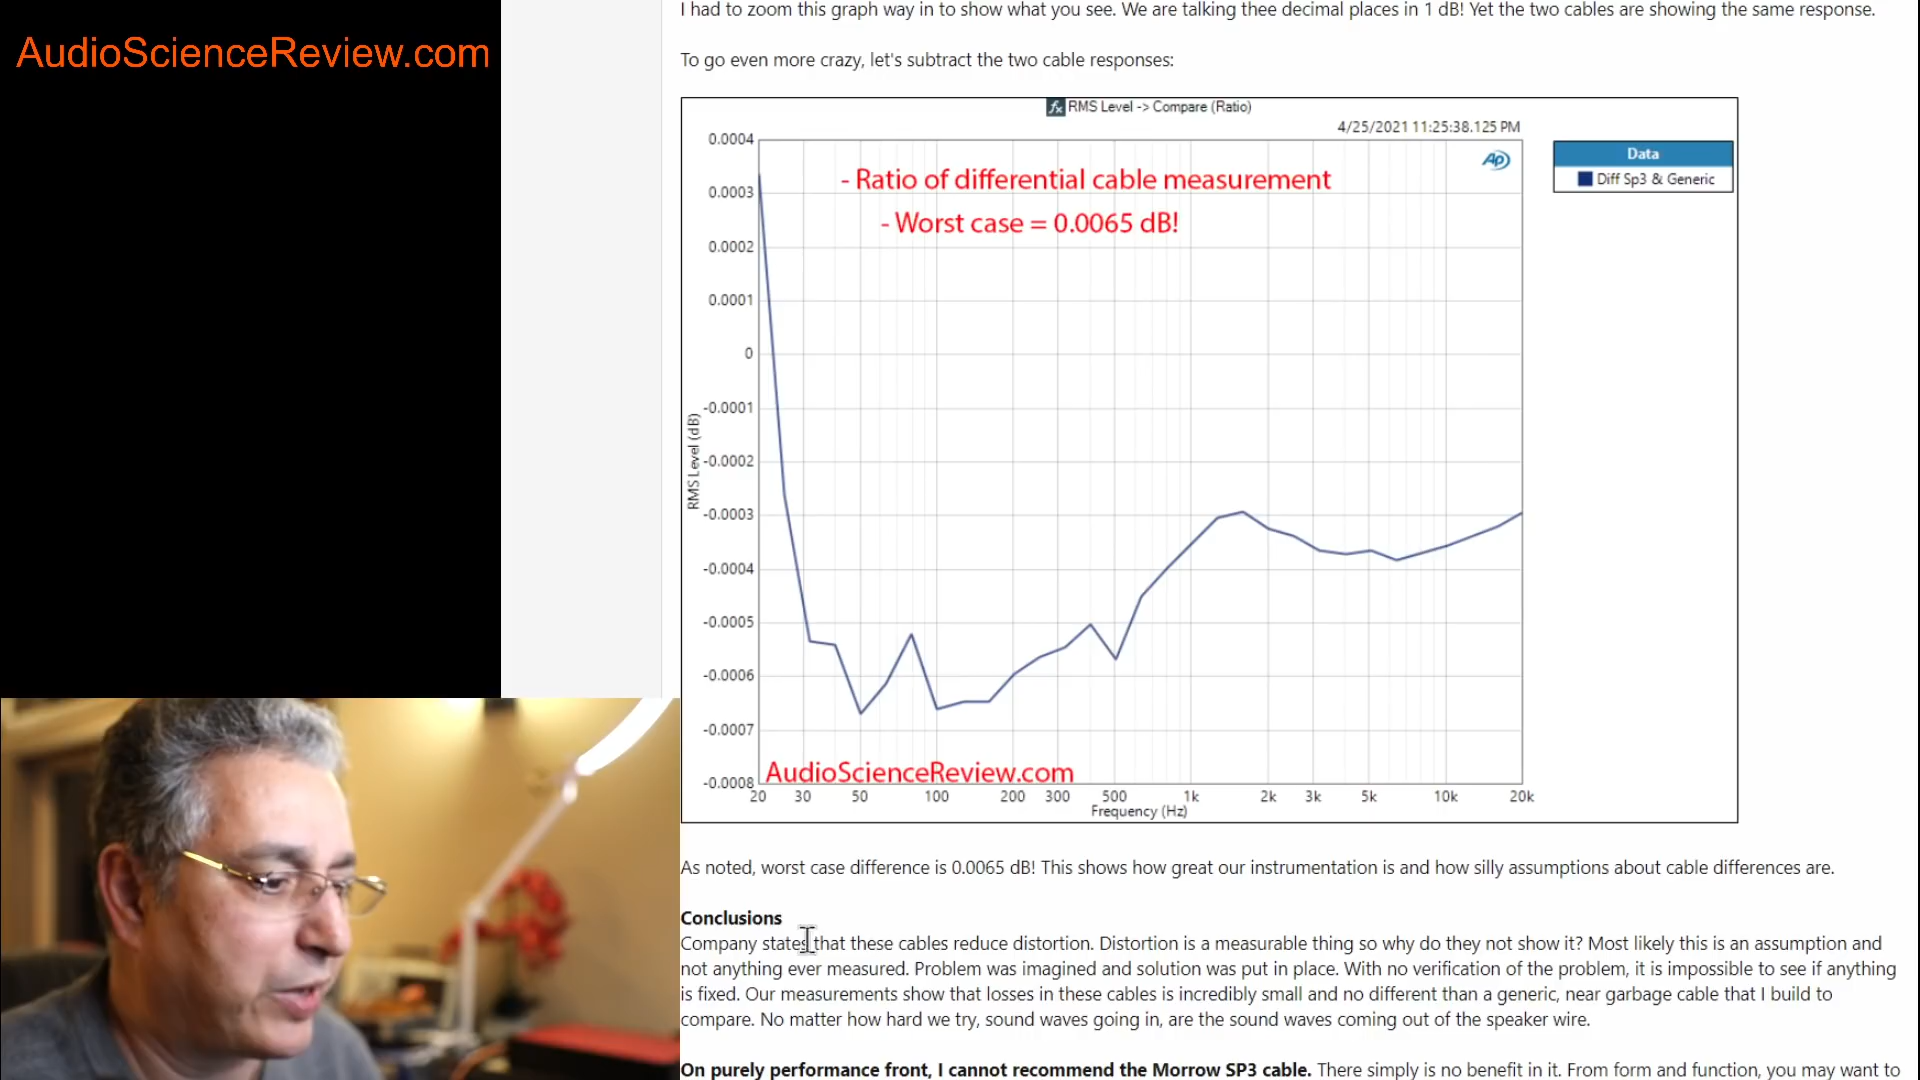 AudioScienceReview.com
I had to zoom this graph way in to show what you see. We are talking thee decimal places in 1 dB! Yet the two cables are showing the same response.
To go even more crazy, let's subtract the two cable responses:
fx RMS Level -> Compare (Ratio)
4/25/2021 11:25:38.125 PM
AP
Data
Diff Sp3 & Generic
- Ratio of differential cable measurement
- Worst case = 0.0065 dB!
0.0004
0.0003
0.0002
0.0001
0
-0.0001
-0.0002
-0.0003
-0.0004
-0.0005
-0.0006
-0.0007
-0.0008
RMS Level (dB)
AudioScienceReview.com
20 30 50 100 200 300 500 1k 2k 3k 5k 10k 20k
Frequency (Hz)
As noted, worst case difference is 0.0065 dB! This shows how great our instrumentation is and how silly assumptions about cable differences are.
Conclusions
Company states that these cables reduce distortion. Distortion is a measurable thing so why do they not show it? Most likely this is an assumption and
not anything ever measured. Problem was imagined and solution was put in place. With no verification of the problem, it is impossible to see if anything
is fixed. Our measurements show that losses in these cables is incredibly small and no different than a generic, near garbage cable that I build to
compare. No matter how hard we try, sound waves going in, are the sound waves coming out of the speaker wire.
On purely performance front, I cannot recommend the Morrow SP3 cable. There simply is no benefit in it. From form and function, you may want to